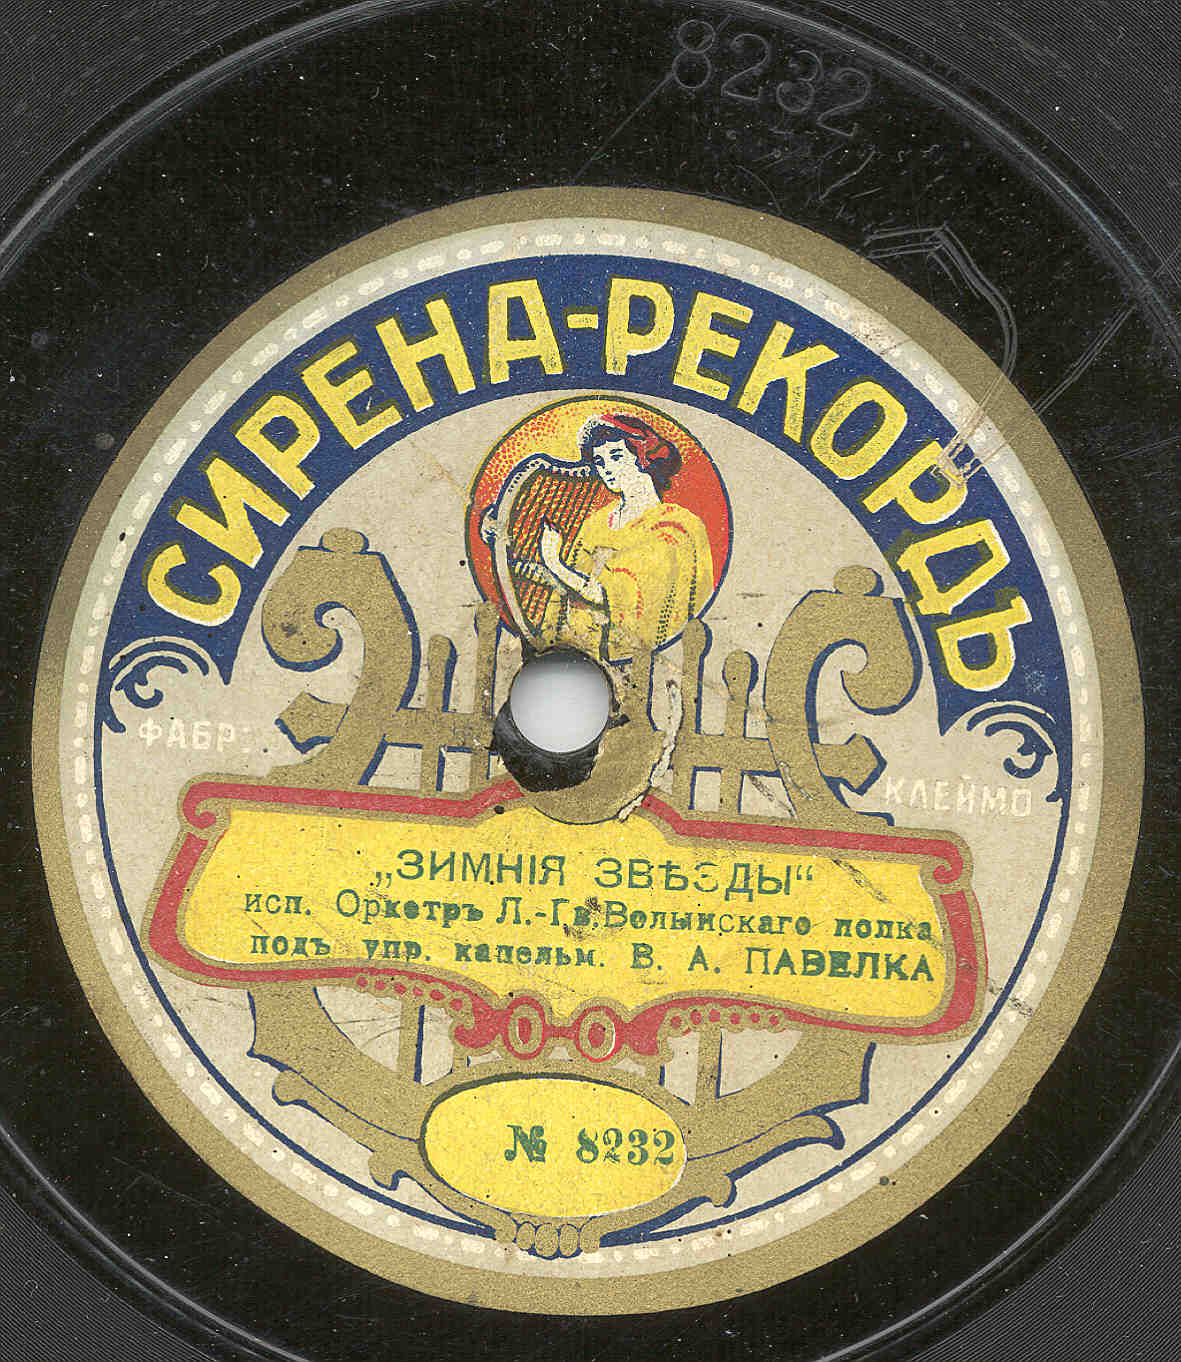 8232
СИРЕНА-РЕКОРДЪ
ФАБР:
КЛЕЙМО
„ЗИМНІЯ ЗВѢЗДЫ“
исп. Оркетръ Л.-Гв. Волынскаго полка
подъ упр. капельм. В. А. ПАВЕЛКА
№ 8232